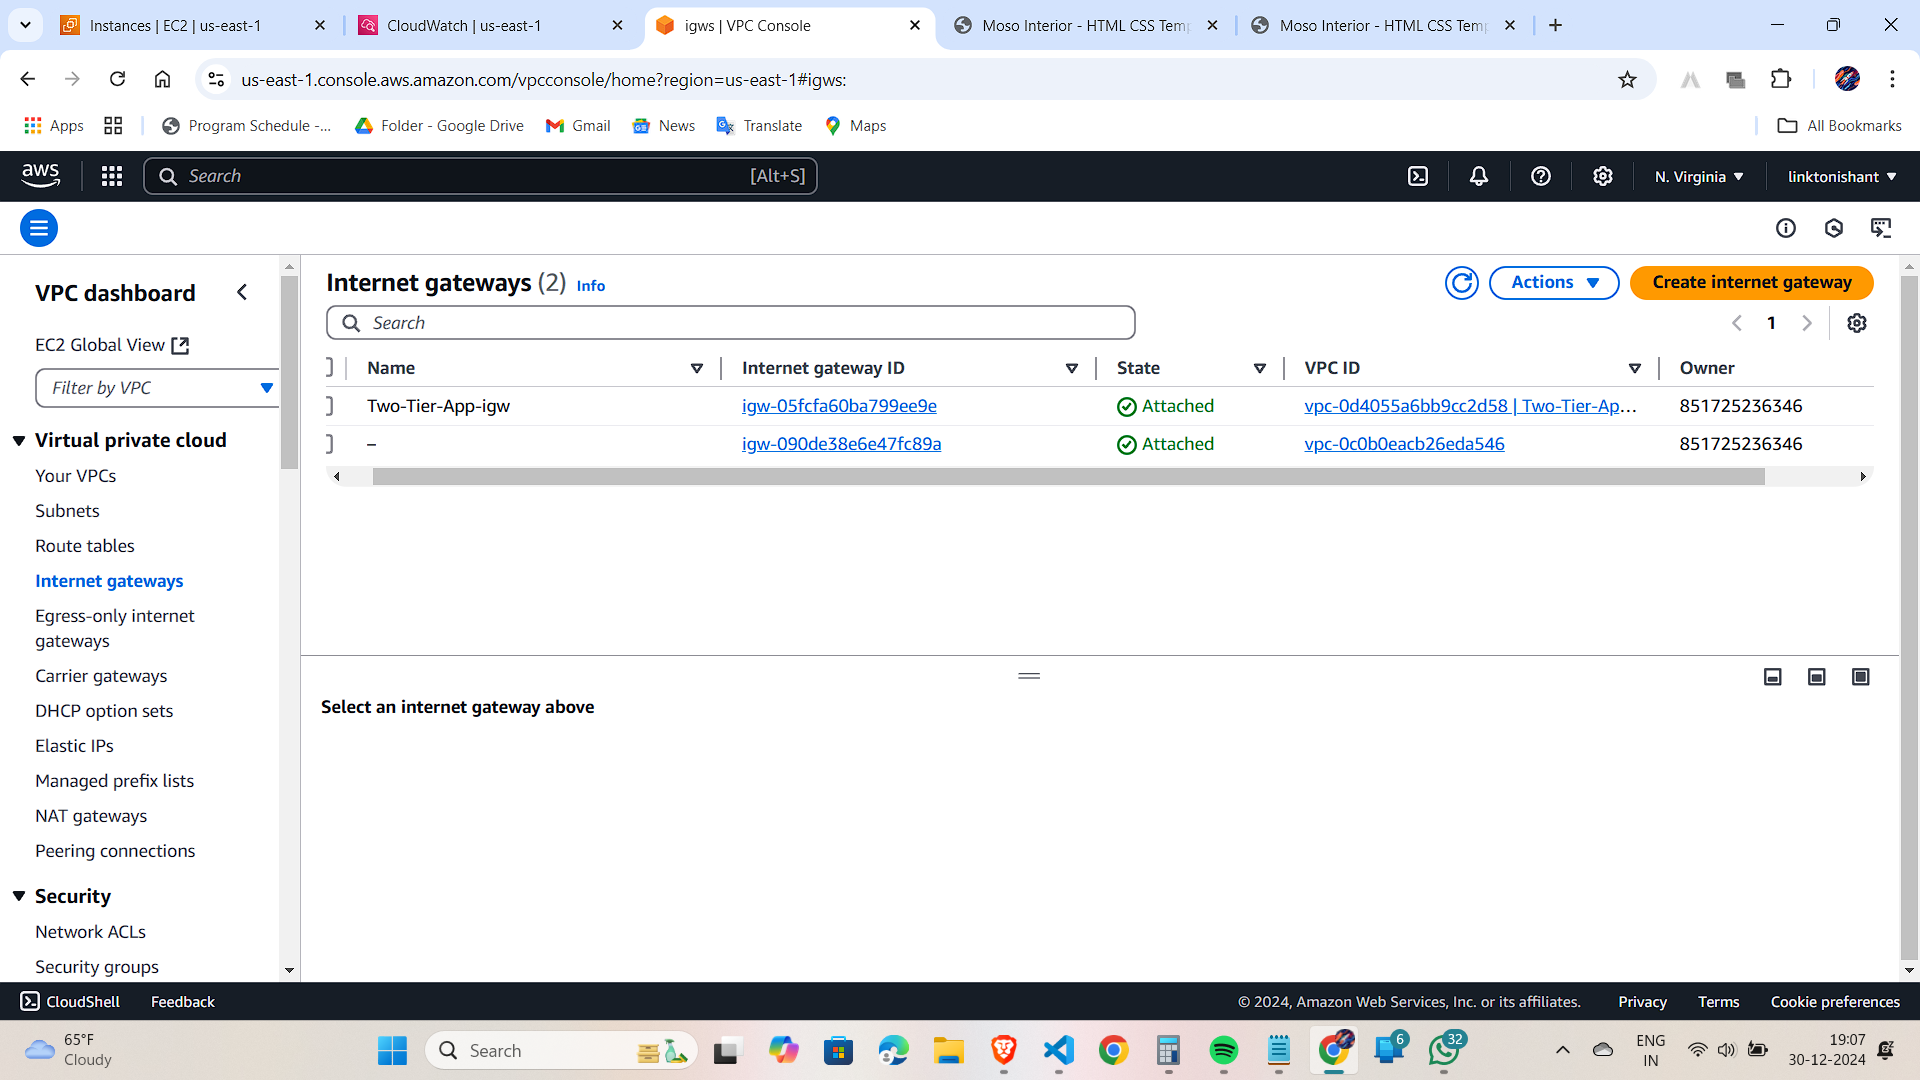 Instances | EC2 | us-east-1
CloudWatch | us-east-1
igws | VPC Console
Moso Interior - HTML CSS Temp
Moso Interior - HTML CSS Temp
us-east-1.console.aws.amazon.com/vpcconsole/home?region=us-east-1#igws:
Apps
Program Schedule -...
Folder - Google Drive
Gmail
News
Translate
Maps
All Bookmarks
aws
Search
[Alt+S]
N. Virginia
linktonishant
VPC dashboard
EC2 Global View
Filter by VPC
Virtual private cloud
Your VPCs
Subnets
Route tables
Internet gateways
Egress-only internet
gateways
Carrier gateways
DHCP option sets
Elastic IPs
Managed prefix lists
NAT gateways
Peering connections
Security
Network ACLs
Security groups
Internet gateways (2) Info
Actions
Create internet gateway
Search
1
Name Internet gateway ID State VPC ID Owner
Two-Tier-App-igw igw-05fcfa60ba799ee9e Attached vpc-0d4055a6bb9cc2d58 | Two-Tier-Ap... 851725236346
– igw-090de38e6e47fc89a Attached vpc-0c0b0eacb26eda546 851725236346
Select an internet gateway above
CloudShell
Feedback
© 2024, Amazon Web Services, Inc. or its affiliates.
Privacy
Terms
Cookie preferences
65°F
Cloudy
Search
6
32
ENG
IN
19:07
30-12-2024